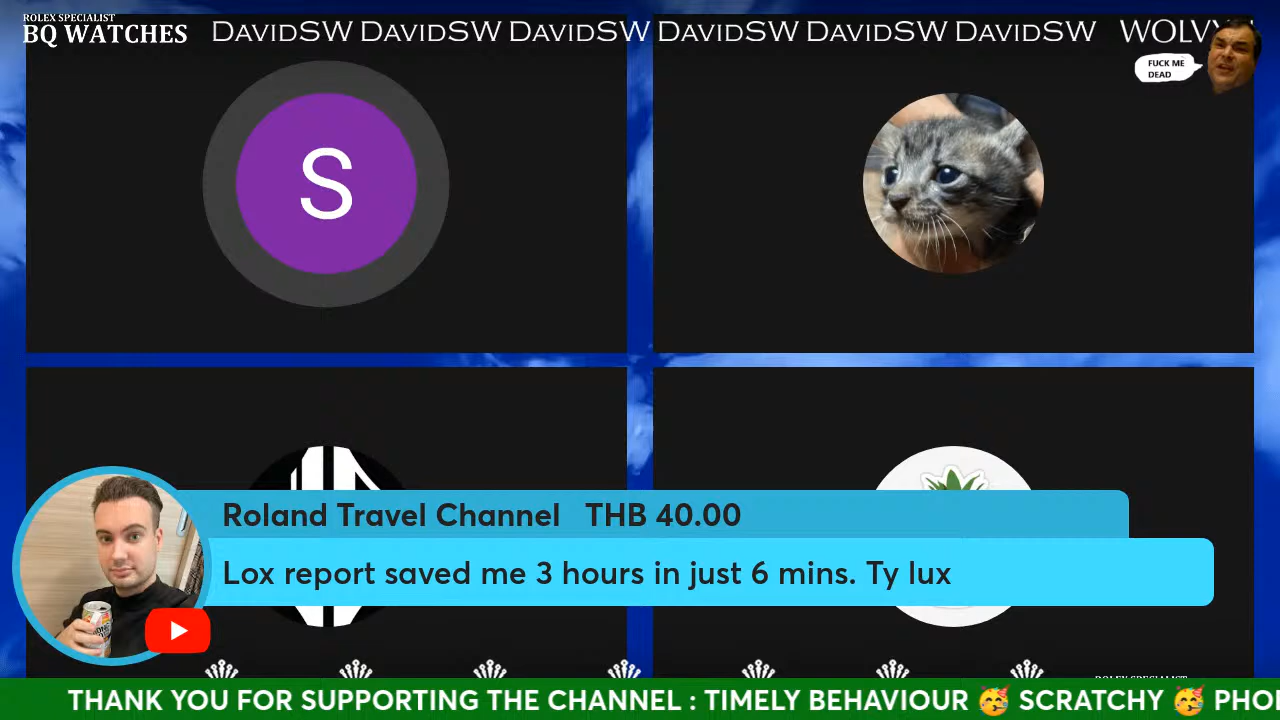 ROLEX SPECIALIST
BQ WATCHES
DAVIDSW DAVIDSW DAVIDSW DAVIDSW DAVIDSW DAVIDSW
FUCK ME
DEAD
S
Roland Travel Channel THB 40.00
Lox report saved me 3 hours in just 6 mins. Ty lux
THANK YOU FOR SUPPORTING THE CHANNEL : TIMELY BEHAVIOUR 🥳 SCRATCHY 🥳